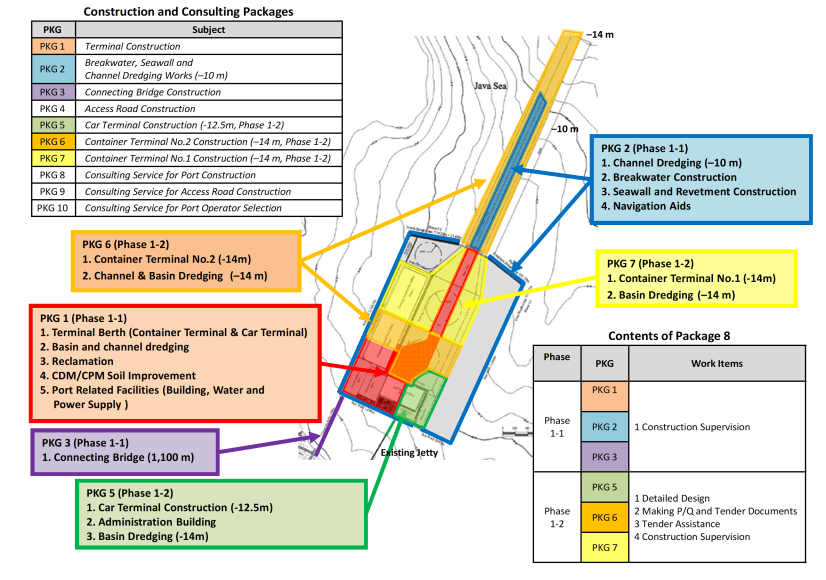 Construction and Consulting Packages
PKG Subject
PKG 1 Terminal Construction
PKG 2 Breakwater, Seawall and
Channel Dredging Works (–10 m)
PKG 3 Connecting Bridge Construction
PKG 4 Access Road Construction
PKG 5 Car Terminal Construction (-12.5m, Phase 1-2)
PKG 6 Container Terminal No.2 Construction (–14 m, Phase 1-2)
PKG 7 Container Terminal No.1 Construction (–14 m, Phase 1-2)
PKG 8 Consulting Service for Port Construction
PKG 9 Consulting Service for Access Road Construction
PKG 10 Consulting Service for Port Operator Selection
–14 m
Java Sea
–10 m
PKG 2 (Phase 1-1)
1. Channel Dredging (–10 m)
2. Breakwater Construction
3. Seawall and Revetment Construction
4. Navigation Aids
PKG 6 (Phase 1-2)
1. Container Terminal No.2 (-14m)
2. Channel & Basin Dredging (–14 m)
PKG 7 (Phase 1-2)
1. Container Terminal No.1 (-14m)
2. Basin Dredging (–14 m)
PKG 1 (Phase 1-1)
1. Terminal Berth (Container Terminal & Car Terminal)
2. Basin and channel dredging
3. Reclamation
4. CDM/CPM Soil Improvement
5. Port Related Facilities (Building, Water and
Power Supply )
PKG 3 (Phase 1-1)
1. Connecting Bridge (1,100 m)
Existing Jetty
PKG 5 (Phase 1-2)
1. Car Terminal Construction (-12.5m)
2. Administration Building
3. Basin Dredging (-14m)
Contents of Package 8
Phase PKG Work Items
Phase
1-1
PKG 1
PKG 2
PKG 3
1 Construction Supervision
Phase
1-2
PKG 5
PKG 6
PKG 7
1 Detailed Design
2 Making P/Q and Tender Documents
3 Tender Assistance
4 Construction Supervision